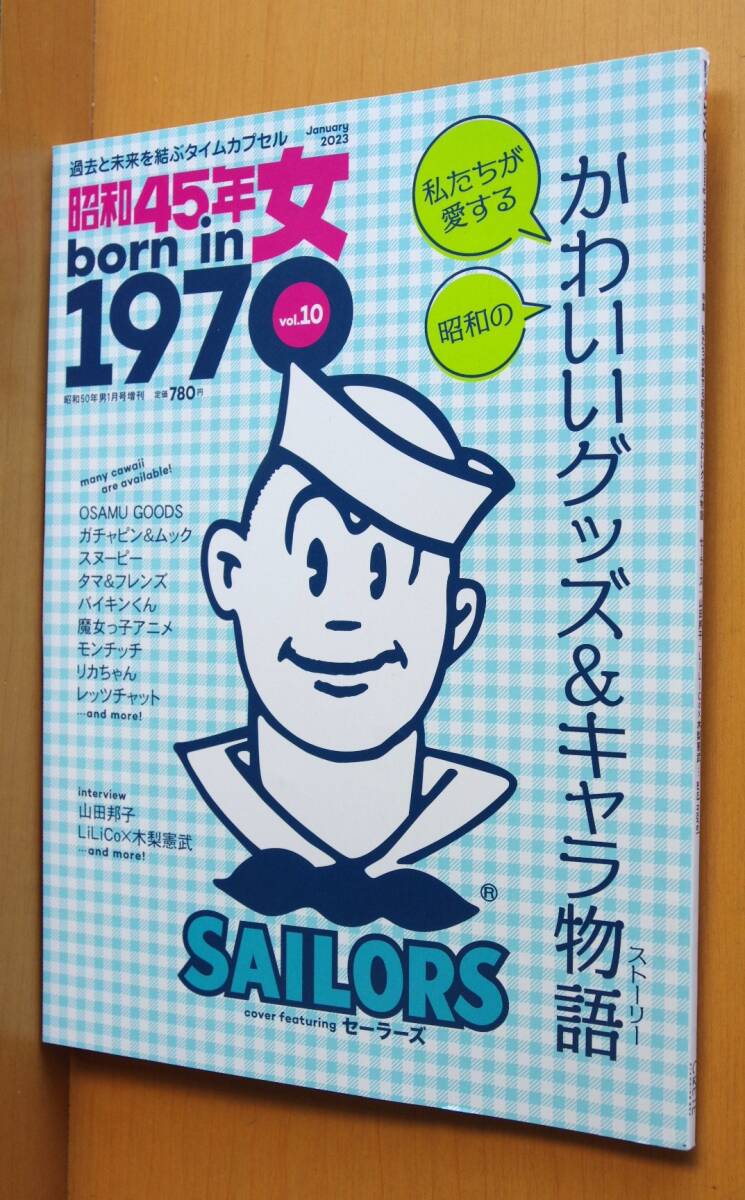 過去と未来を結ぶタイムカプセル
January
2023
昭和45年女
born in
1970
vol.10
昭和50年男1月号増刊 定価780円
私たちが
愛する
昭和の
かわいいグッズ&キャラ物語
ストーリー
many cawaii
are available!
OSAMU GOODS
ガチャピン&ムック
スヌーピー
タマ&フレンズ
バイキンくん
魔女っ子アニメ
モンチッチ
リカちゃん
レッツチャット
...and more!
interview
山田邦子
LiLiCo×木梨憲武
...and more!
®
SAILORS
cover featuring セーラーズ